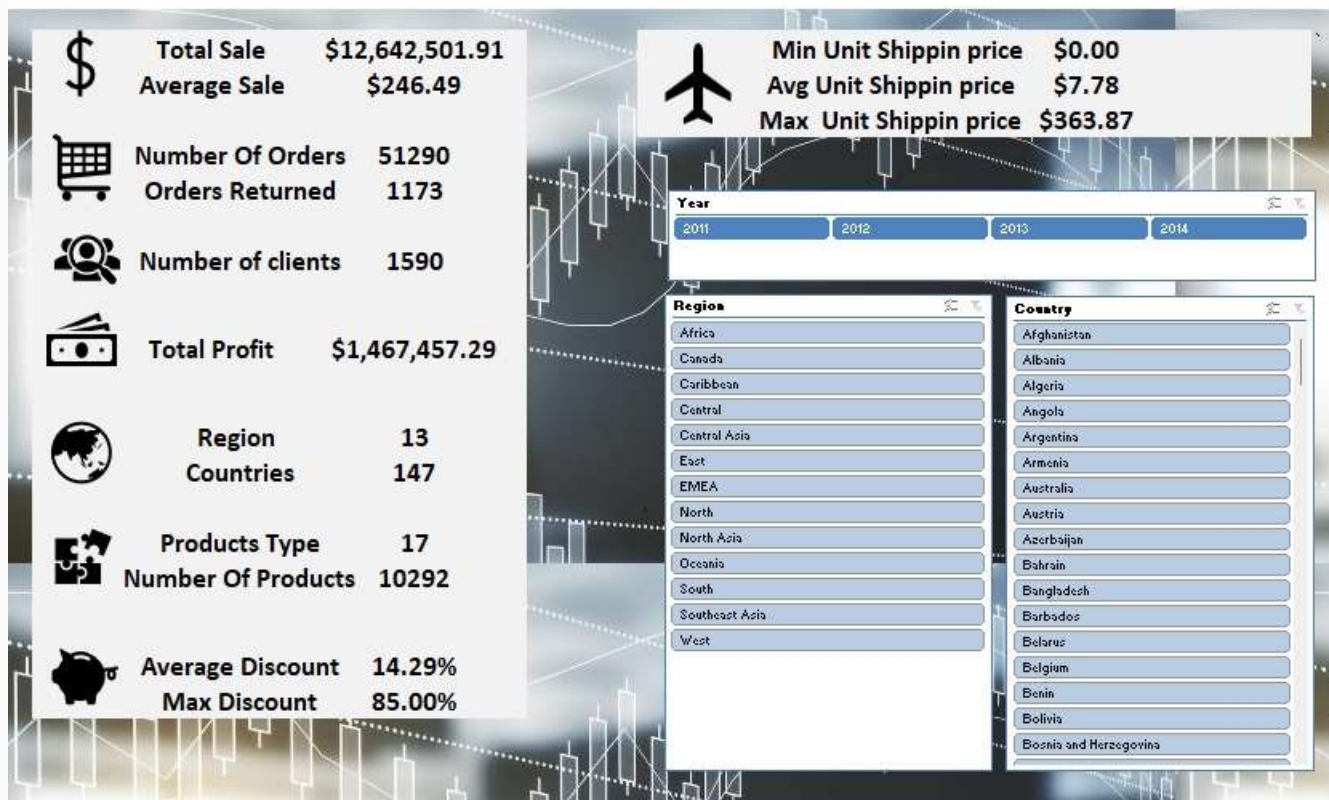 Total Sale $12,642,501.91
Average Sale $246.49
Number Of Orders 51290
Orders Returned 1173
Number of clients 1590
Total Profit $1,467,457.29
Region 13
Countries 147
Products Type 17
Number Of Products 10292
Average Discount 14.29%
Max Discount 85.00%
Min Unit Shippin price $0.00
Avg Unit Shippin price $7.78
Max Unit Shippin price $363.87
Year
2011 2012 2013 2014
Region
Africa
Canada
Caribbean
Central
Central Asia
East
EMEA
North
North Asia
Oceania
South
Southeast Asia
West
Country
Afghanistan
Albania
Algeria
Angola
Argentina
Armenia
Australia
Austria
Azerbaijan
Bahrain
Bangladesh
Barbados
Belarus
Belgium
Benin
Bolivia
Bosnia and Herzegovina